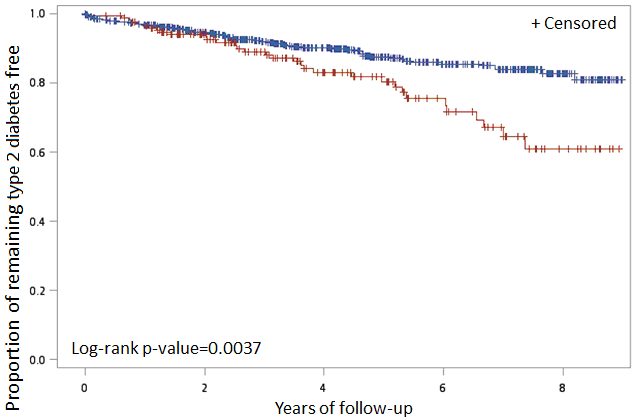 Proportion of remaining type 2 diabetes free
1.0
0.8
0.6
0.4
0.2
0.0
+ Censored
Log-rank p-value=0.0037
0 2 4 6 8
Years of follow-up